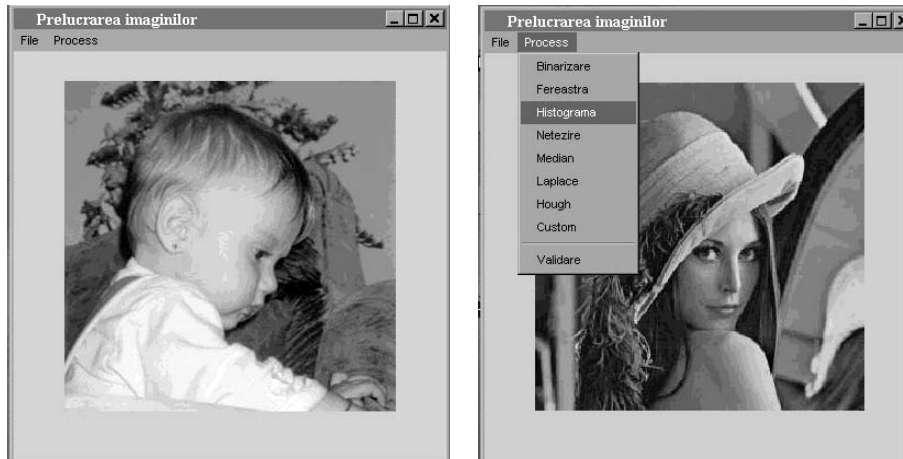 Prelucrarea imaginilor
File Process
Prelucrarea imaginilor
File Process
Binarizare
Fereastra
Histograma
Netezire
Median
Laplace
Hough
Custom
Validare